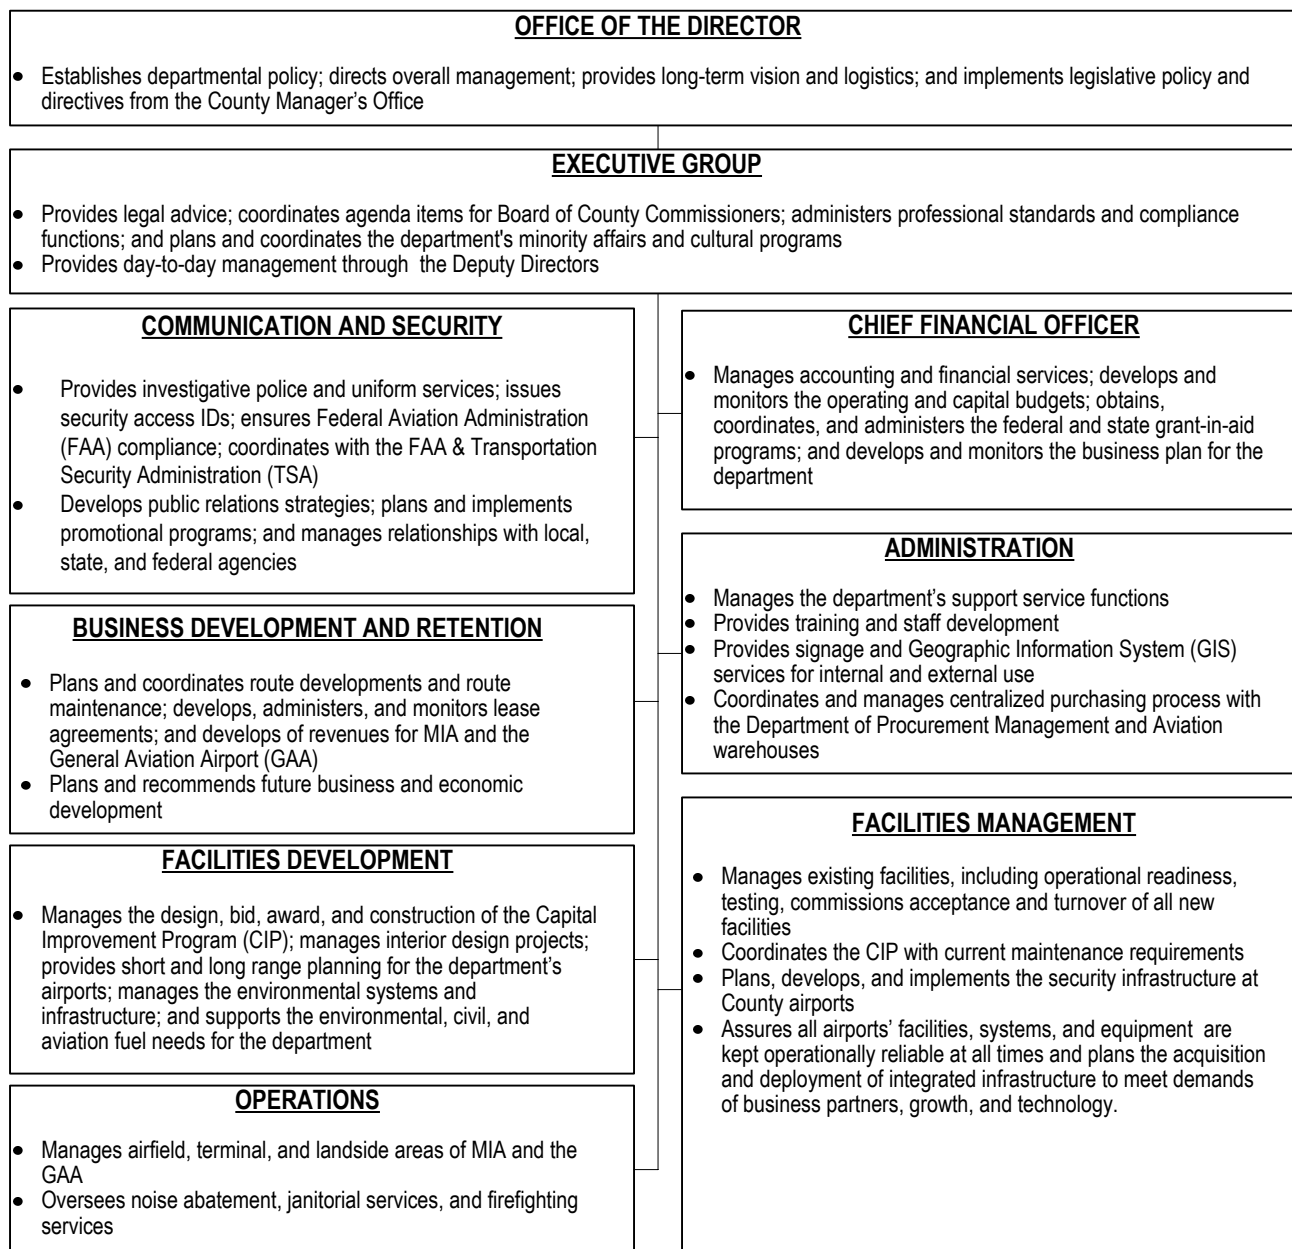 OFFICE OF THE DIRECTOR
• Establishes departmental policy; directs overall management; provides long-term vision and logistics; and implements legislative policy and
directives from the County Manager’s Office
EXECUTIVE GROUP
• Provides legal advice; coordinates agenda items for Board of County Commissioners; administers professional standards and compliance
functions; and plans and coordinates the department's minority affairs and cultural programs
• Provides day-to-day management through the Deputy Directors
COMMUNICATION AND SECURITY
• Provides investigative police and uniform services; issues
security access IDs; ensures Federal Aviation Administration
(FAA) compliance; coordinates with the FAA & Transportation
Security Administration (TSA)
• Develops public relations strategies; plans and implements
promotional programs; and manages relationships with local,
state, and federal agencies
BUSINESS DEVELOPMENT AND RETENTION
• Plans and coordinates route developments and route
maintenance; develops, administers, and monitors lease
agreements; and develops of revenues for MIA and the
General Aviation Airport (GAA)
• Plans and recommends future business and economic
development
FACILITIES DEVELOPMENT
• Manages the design, bid, award, and construction of the Capital
Improvement Program (CIP); manages interior design projects;
provides short and long range planning for the department’s
airports; manages the environmental systems and
infrastructure; and supports the environmental, civil, and
aviation fuel needs for the department
OPERATIONS
• Manages airfield, terminal, and landside areas of MIA and the
GAA
• Oversees noise abatement, janitorial services, and firefighting
services
CHIEF FINANCIAL OFFICER
• Manages accounting and financial services; develops and
monitors the operating and capital budgets; obtains,
coordinates, and administers the federal and state grant-in-aid
programs; and develops and monitors the business plan for the
department
ADMINISTRATION
• Manages the department’s support service functions
• Provides training and staff development
• Provides signage and Geographic Information System (GIS)
services for internal and external use
• Coordinates and manages centralized purchasing process with
the Department of Procurement Management and Aviation
warehouses
FACILITIES MANAGEMENT
• Manages existing facilities, including operational readiness,
testing, commissions acceptance and turnover of all new
facilities
• Coordinates the CIP with current maintenance requirements
• Plans, develops, and implements the security infrastructure at
County airports
• Assures all airports’ facilities, systems, and equipment are
kept operationally reliable at all times and plans the acquisition
and deployment of integrated infrastructure to meet demands
of business partners, growth, and technology.